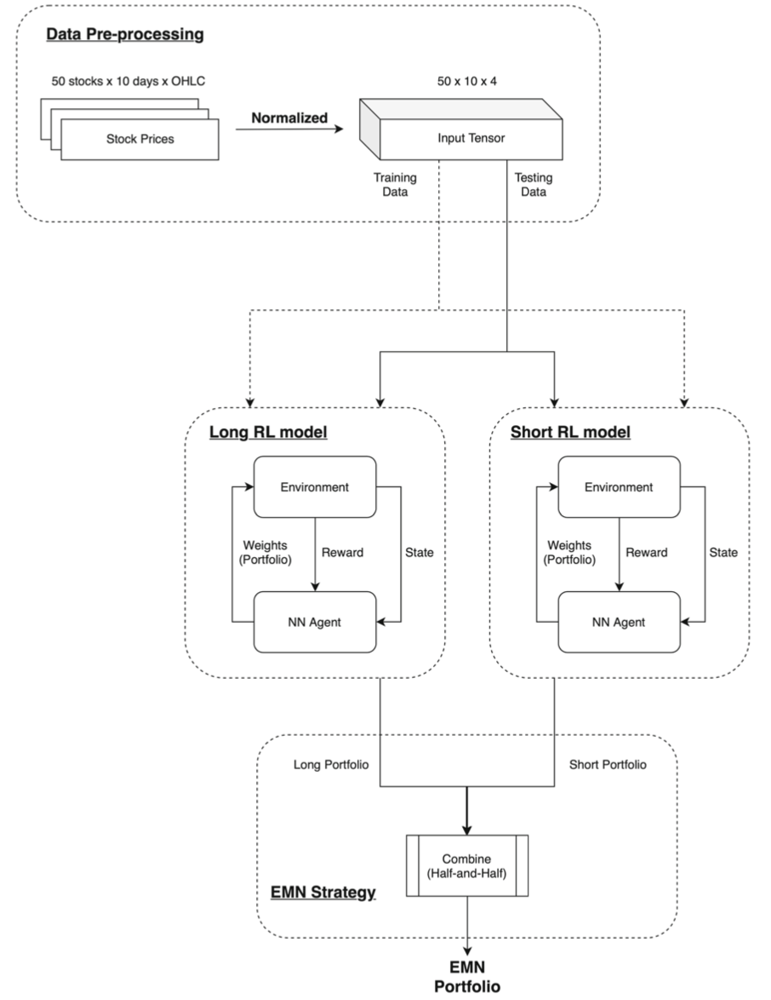 Data Pre-processing
50 stocks x 10 days x OHLC
50 x 10 x 4
Normalized
Stock Prices
Input Tensor
Training
Data
Testing
Data
Long RL model
Environment
Weights
(Portfolio)
Reward
State
NN Agent
Short RL model
Environment
Weights
(Portfolio)
Reward
State
NN Agent
Long Portfolio
Short Portfolio
Combine
(Half-and-Half)
EMN Strategy
EMN
Portfolio